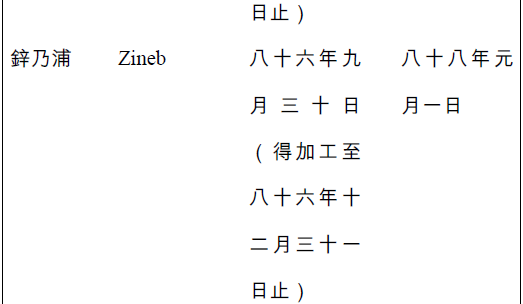 日止）
鋅乃浦 Zineb 八十六年九 八十八年元
月三十日 月一日
（得加工至
八十六年十
二月三十一
日止）